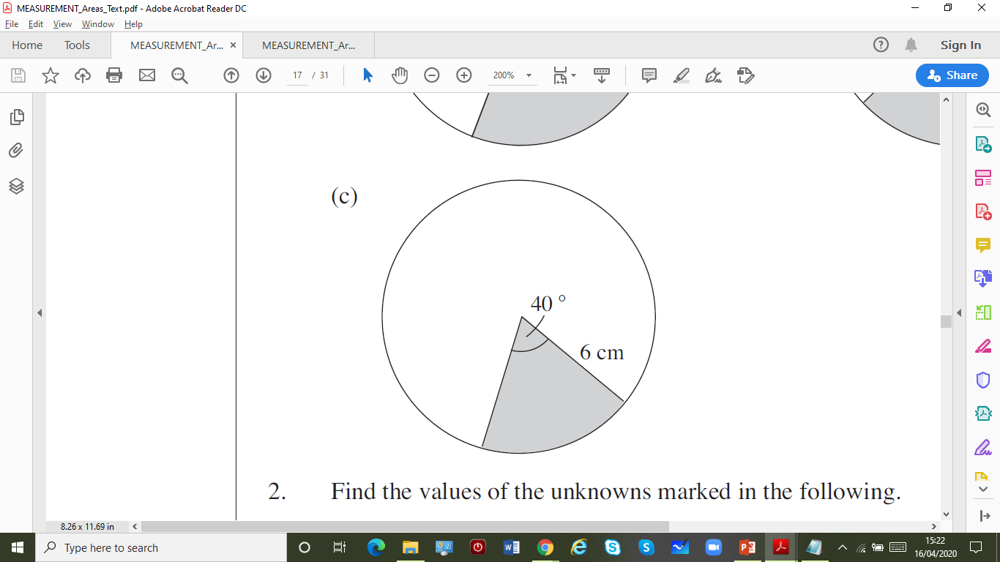 MEASUREMENT_Areas_Text.pdf - Adobe Acrobat Reader DC
File Edit View Window Help
Home Tools MEASUREMENT_Ar... × MEASUREMENT_Ar... ? Sign In
17 / 31 200% Share
(c)
40 °
6 cm
2. Find the values of the unknowns marked in the following.
8.26 x 11.69 in
Type here to search
15:22
16/04/2020